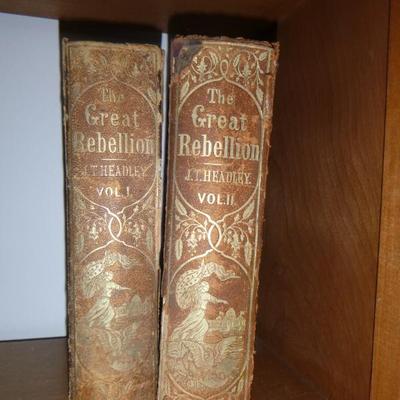 The
Great
Rebellion
J.T. HEADLEY.
VOL. I.
The
Great
Rebellion
J.T. HEADLEY.
VOL. II.